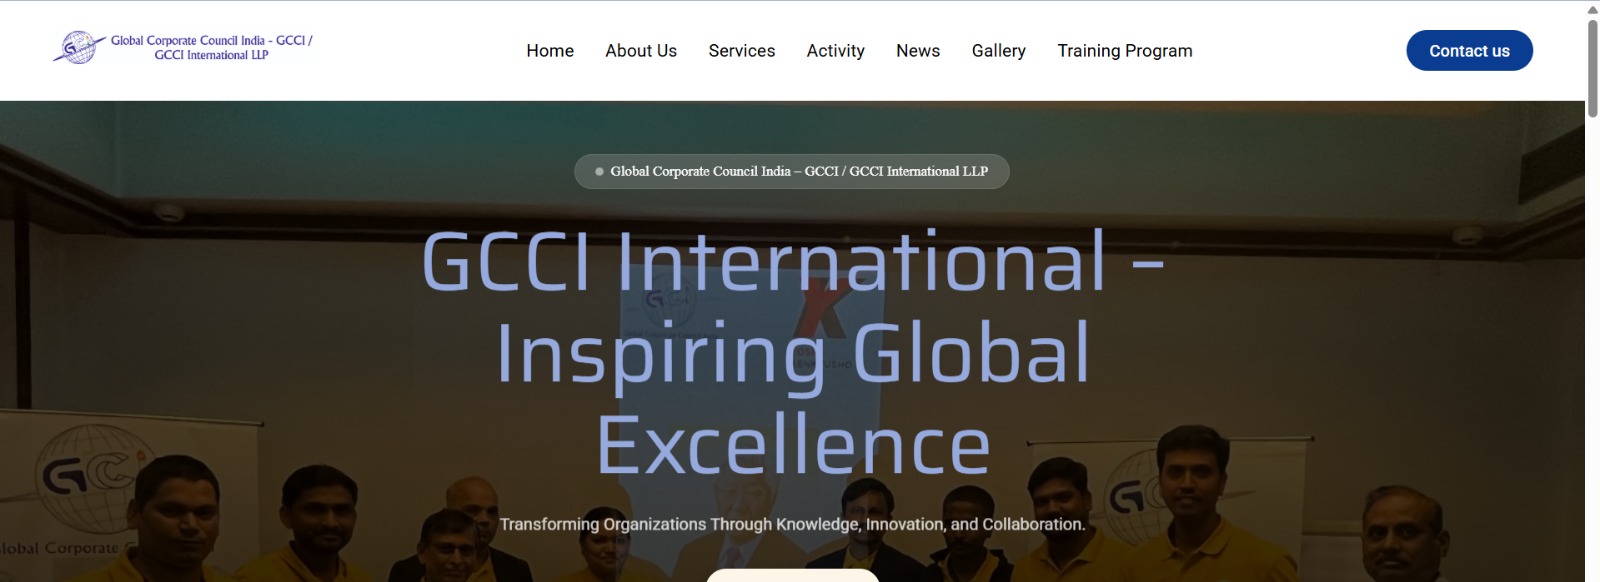 Global Corporate Council India - GCCI /
GCCI International LLP
Home About Us Services Activity News Gallery Training Program
Contact us
Global Corporate Council India – GCCI / GCCI International LLP
GCCI International –
Inspiring Global
Excellence
Transforming Organizations Through Knowledge, Innovation, and Collaboration.